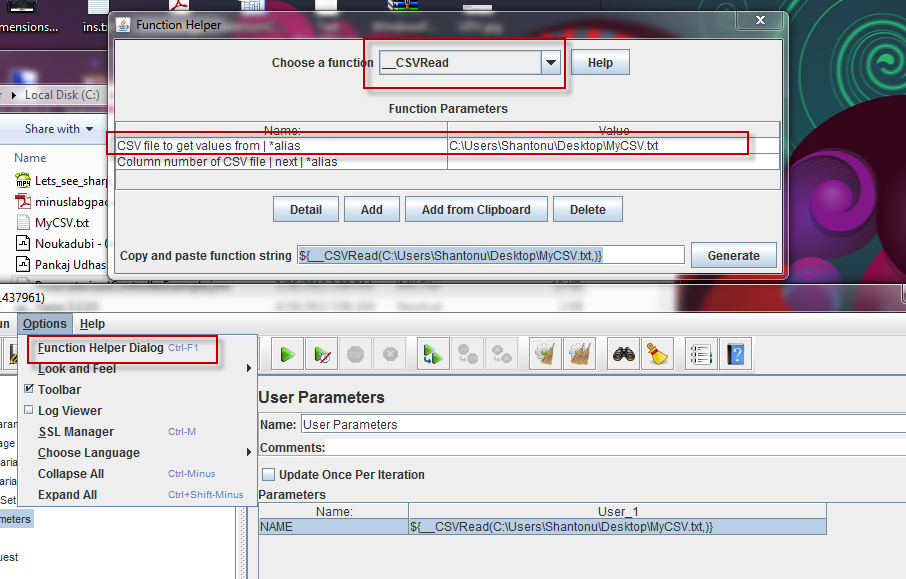 mensions...
ins.t
Function Helper
Choose a function
__CSVRead
Help
Function Parameters
Name:
Value
CSV file to get values from | *alias
C:\Users\Shantonu\Desktop\MyCSV.txt
Column number of CSV file | next | *alias
Detail
Add
Add from Clipboard
Delete
Copy and paste function string
${__CSVRead(C:\Users\Shantonu\Desktop\MyCSV.txt,)}
Generate
Local Disk (C:)
Share with
Name
Lets_see_sharp
minuslabgpac
MyCSV.txt
Noukadubi - (
Pankaj Udhas
.437961)
un
Options
Help
Function Helper Dialog Ctrl-F1
Look and Feel
Toolbar
Log Viewer
SSL Manager Ctrl-M
Choose Language
Collapse All Ctrl-Minus
Expand All Ctrl+Shift-Minus
STOP
User Parameters
Name: User Parameters
Comments:
Update Once Per Iteration
Parameters
Name:
User_1
NAME
${__CSVRead(C:\Users\Shantonu\Desktop\MyCSV.txt,)}
aram
age
aria
aria
Set
meters
uest